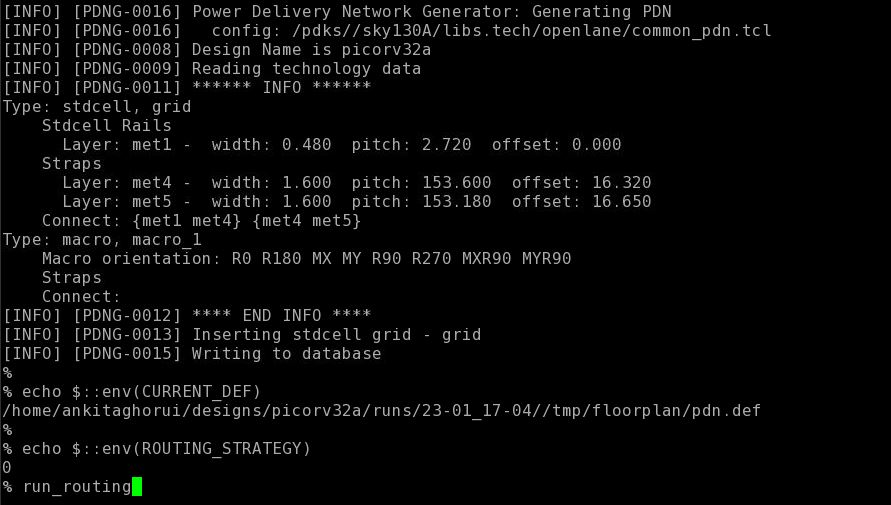 [INFO] [PDNG-0016] Power Delivery Network Generator: Generating PDN
[INFO] [PDNG-0016]   config: /pdks//sky130A/libs.tech/openlane/common_pdn.tcl
[INFO] [PDNG-0008] Design Name is picorv32a
[INFO] [PDNG-0009] Reading technology data
[INFO] [PDNG-0011] ****** INFO ******
Type: stdcell, grid
    Stdcell Rails
      Layer: met1 -  width: 0.480  pitch: 2.720  offset: 0.000
    Straps
      Layer: met4 -  width: 1.600  pitch: 153.600  offset: 16.320
      Layer: met5 -  width: 1.600  pitch: 153.180  offset: 16.650
    Connect: {met1 met4} {met4 met5}
Type: macro, macro_1
    Macro orientation: R0 R180 MX MY R90 R270 MXR90 MYR90
    Straps
    Connect:
[INFO] [PDNG-0012] **** END INFO ****
[INFO] [PDNG-0013] Inserting stdcell grid - grid
[INFO] [PDNG-0015] Writing to database
%
% echo $::env(CURRENT_DEF)
/home/ankitaghorui/designs/picorv32a/runs/23-01_17-04//tmp/floorplan/pdn.def
%
% echo $::env(ROUTING_STRATEGY)
0
% run_routing